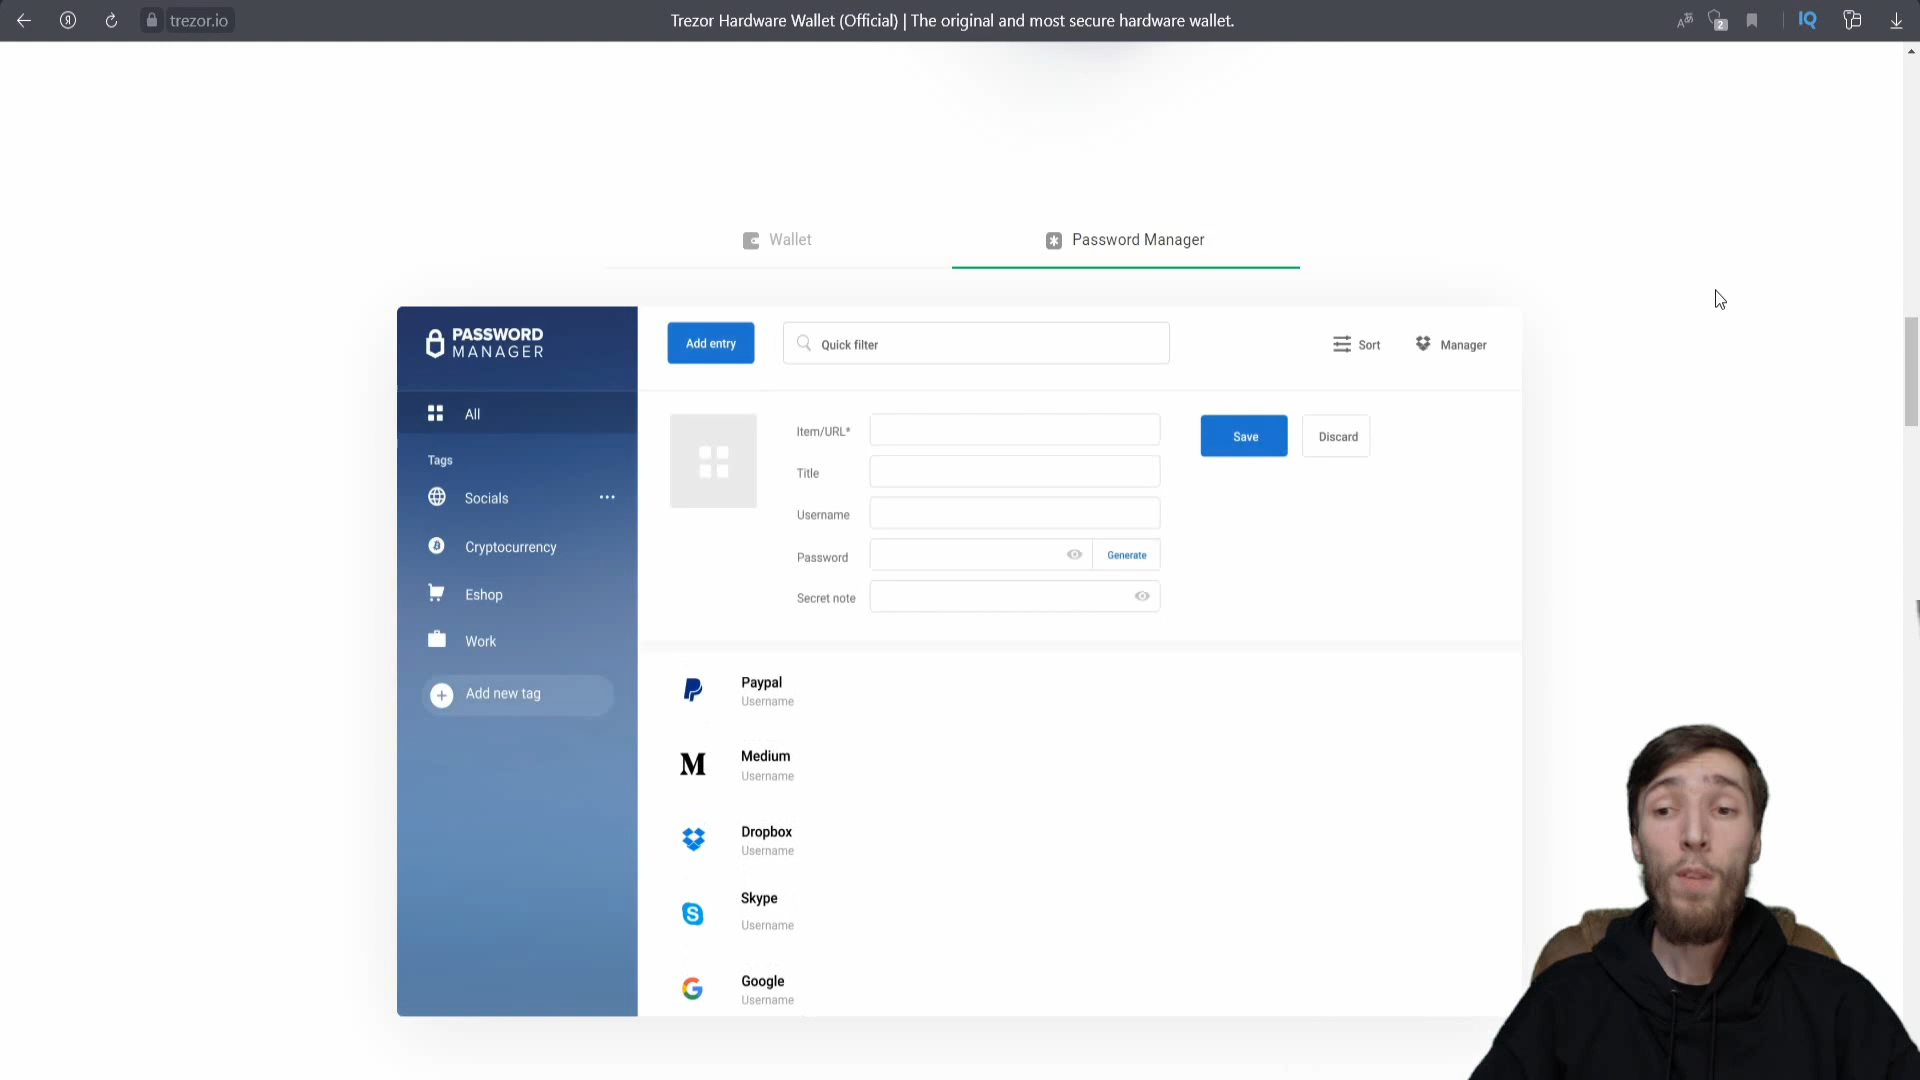 trezor.io
Trezor Hardware Wallet (Official) | The original and most secure hardware wallet.
2
IQ
Wallet
Password Manager
PASSWORD
MANAGER
Add entry
Quick filter
Sort
Manager
All
Tags
Socials
Cryptocurrency
Eshop
Work
Add new tag
Item/URL*
Title
Username
Password
Generate
Secret note
Save
Discard
Paypal
Username
M
Medium
Username
Dropbox
Username
Skype
Username
Google
Username